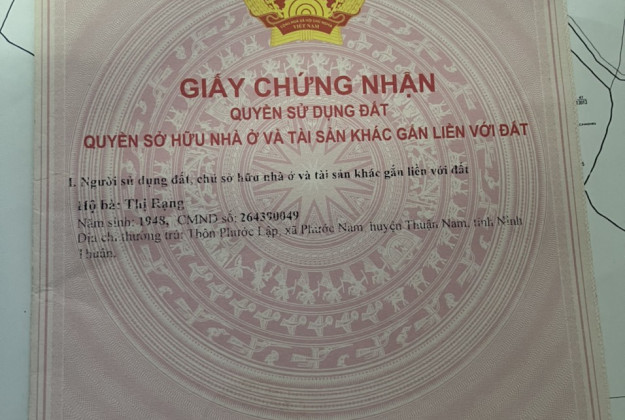 VIỆT NAM
GIẤY CHỨNG NHẬN
QUYỀN SỬ DỤNG ĐẤT
QUYỀN SỞ HỮU NHÀ Ở VÀ TÀI SẢN KHÁC GẮN LIỀN VỚI ĐẤT
I. Người sử dụng đất, chủ sở hữu nhà ở và tài sản khác gắn liền với đất
Hộ bà: Thị Rạng
Năm sinh: 1948, CMND số: 264390049
Địa chỉ thường trú: Thôn Phước Lập, xã Phước Nam, huyện Thuận Nam, tỉnh Ninh
Thuận.